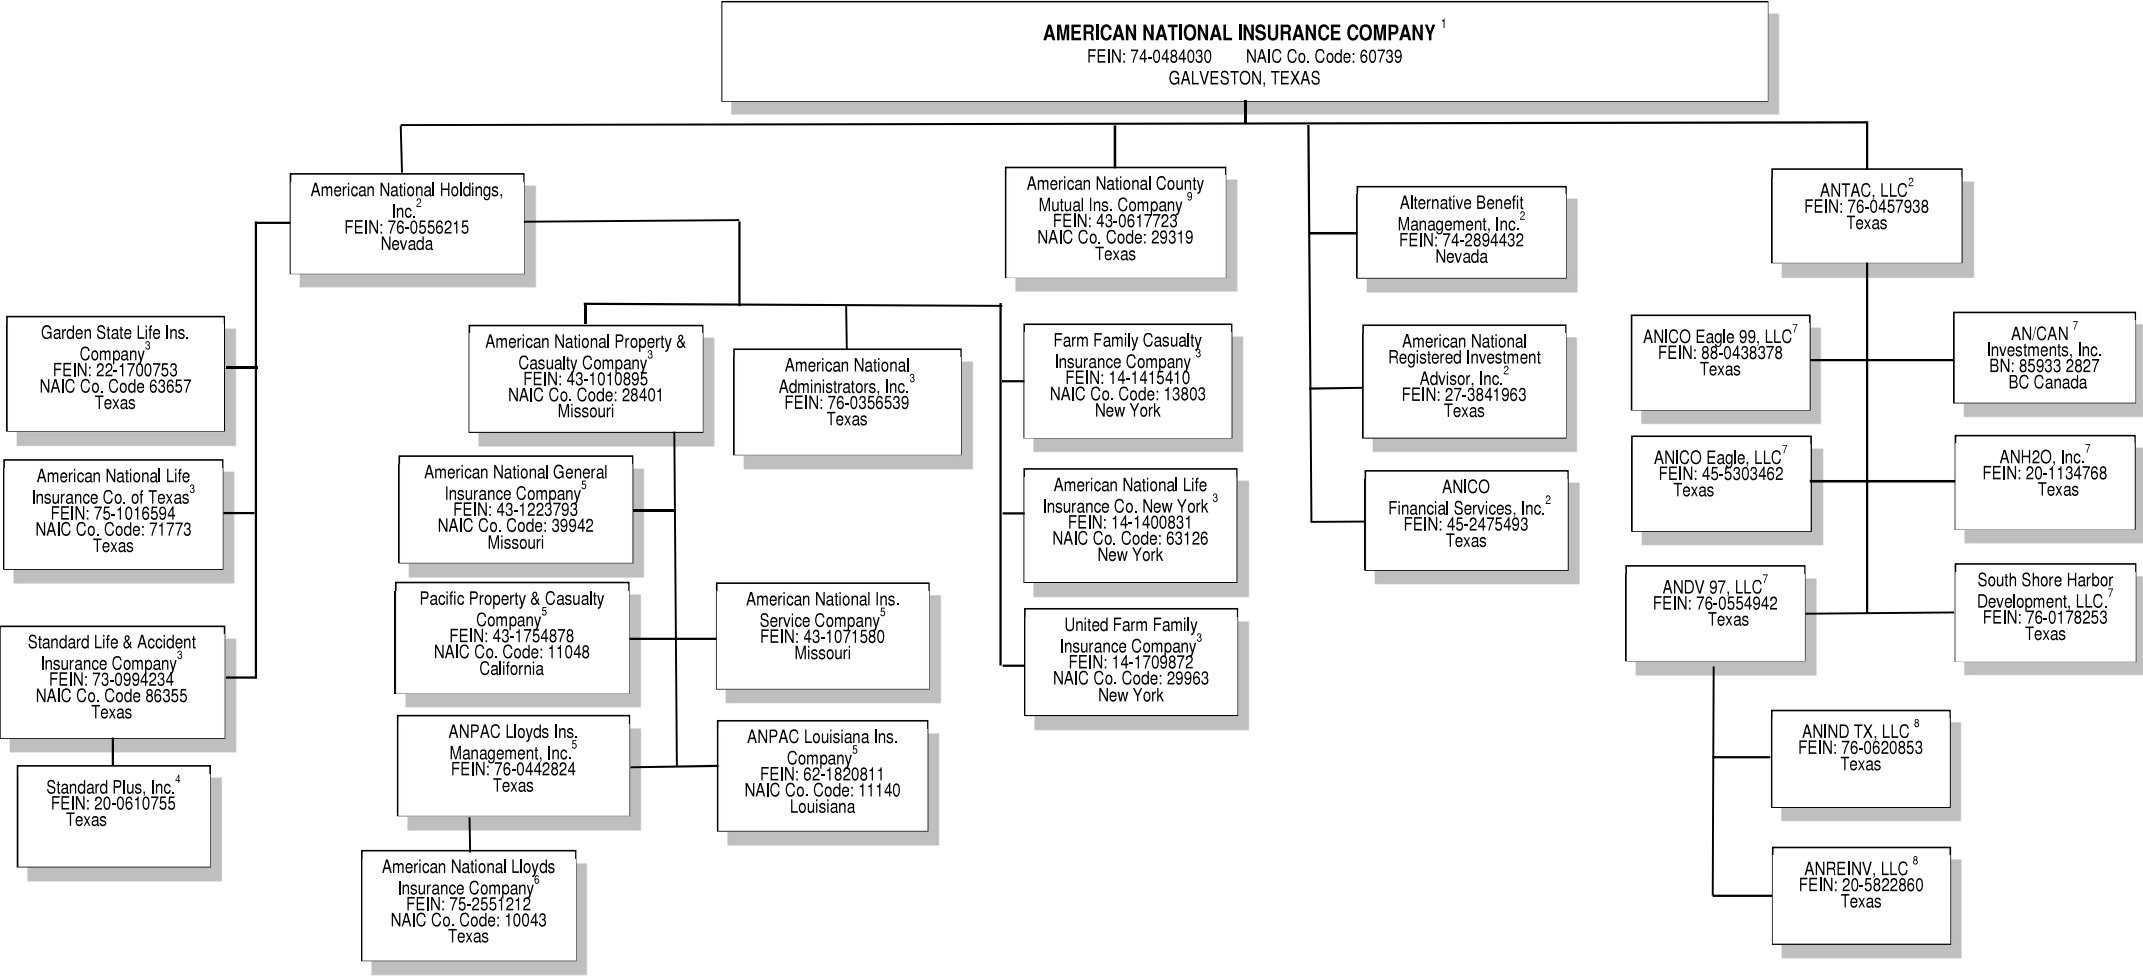 AMERICAN NATIONAL INSURANCE COMPANY 1
FEIN: 74-0484030 NAIC Co. Code: 60739
GALVESTON, TEXAS
American National Holdings,
Inc.2
FEIN: 76-0556215
Nevada
American National County
Mutual Ins. Company 9
FEIN: 43-0617723
NAIC Co. Code: 29319
Texas
Alternative Benefit
Management, Inc.2
FEIN: 74-2894432
Nevada
ANTAC, LLC2
FEIN: 76-0457938
Texas
Garden State Life Ins.
Company3
FEIN: 22-1700753
NAIC Co. Code 63657
Texas
American National Property &
Casualty Company3
FEIN: 43-1010895
NAIC Co. Code: 28401
Missouri
American National
Administrators, Inc.3
FEIN: 76-0356539
Texas
Farm Family Casualty
Insurance Company 3
FEIN: 14-1415410
NAIC Co. Code: 13803
New York
American National
Registered Investment
Advisor, Inc.2
FEIN: 27-3841963
Texas
ANICO Eagle 99, LLC7
FEIN: 88-0438378
Texas
AN/CAN 7
Investments, Inc.
BN: 85933 2827
BC Canada
American National Life
Insurance Co. of Texas3
FEIN: 75-1016594
NAIC Co. Code: 71773
Texas
American National General
Insurance Company5
FEIN: 43-1223793
NAIC Co. Code: 39942
Missouri
American National Life
Insurance Co. New York 3
FEIN: 14-1400831
NAIC Co. Code: 63126
New York
ANICO
Financial Services, Inc.2
FEIN: 45-2475493
Texas
ANICO Eagle, LLC7
FEIN: 45-5303462
Texas
ANH2O, Inc.7
FEIN: 20-1134768
Texas
Pacific Property & Casualty
Company5
FEIN: 43-1754878
NAIC Co. Code: 11048
California
American National Ins.
Service Company5
FEIN: 43-1071580
Missouri
United Farm Family
Insurance Company3
FEIN: 14-1709872
NAIC Co. Code: 29963
New York
ANDV 97, LLC7
FEIN: 76-0554942
Texas
South Shore Harbor
Development, LLC.7
FEIN: 76-0178253
Texas
Standard Life & Accident
Insurance Company3
FEIN: 73-0994234
NAIC Co. Code 86355
Texas
ANPAC Lloyds Ins.
Management, Inc.5
FEIN: 76-0442824
Texas
ANPAC Louisiana Ins.
Company5
FEIN: 62-1820811
NAIC Co. Code: 11140
Louisiana
ANIND TX, LLC 8
FEIN: 76-0620853
Texas
Standard Plus, Inc.4
FEIN: 20-0610755
Texas
American National Lloyds
Insurance Company6
FEIN: 75-2551212
NAIC Co. Code: 10043
Texas
ANREINV, LLC 8
FEIN: 20-5822860
Texas